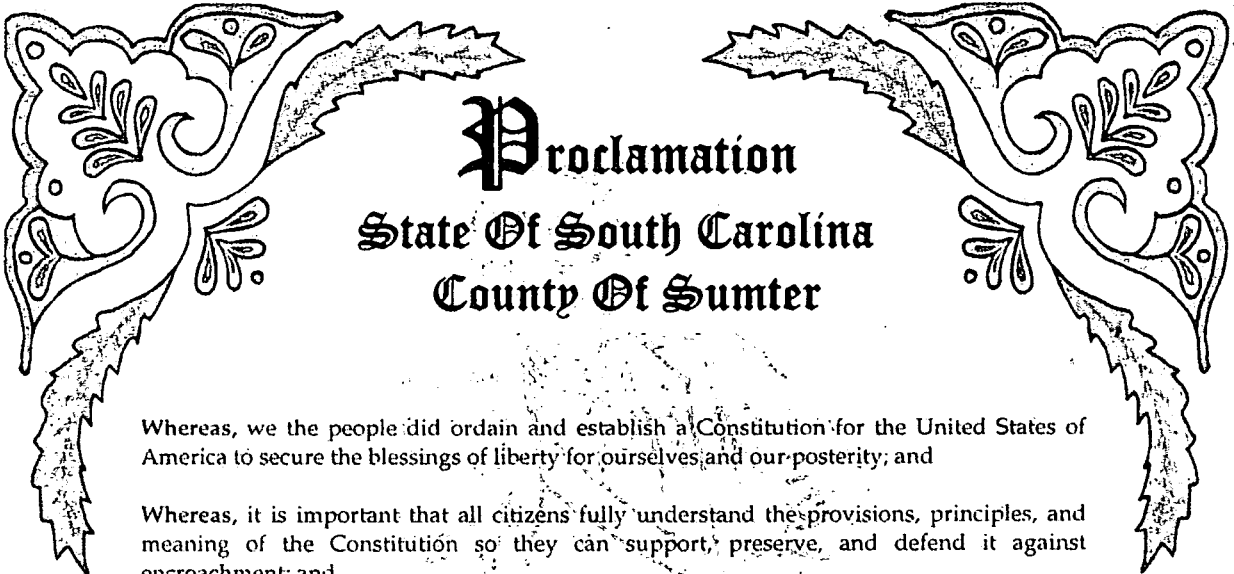 Proclamation
State Of South Carolina
County Of Sumter
Whereas, we the people did ordain and establish a Constitution for the United States of
America to secure the blessings of liberty for ourselves and our posterity; and
Whereas, it is important that all citizens fully understand the provisions, principles, and
meaning of the Constitution so they can support, preserve, and defend it against
encroachment; and